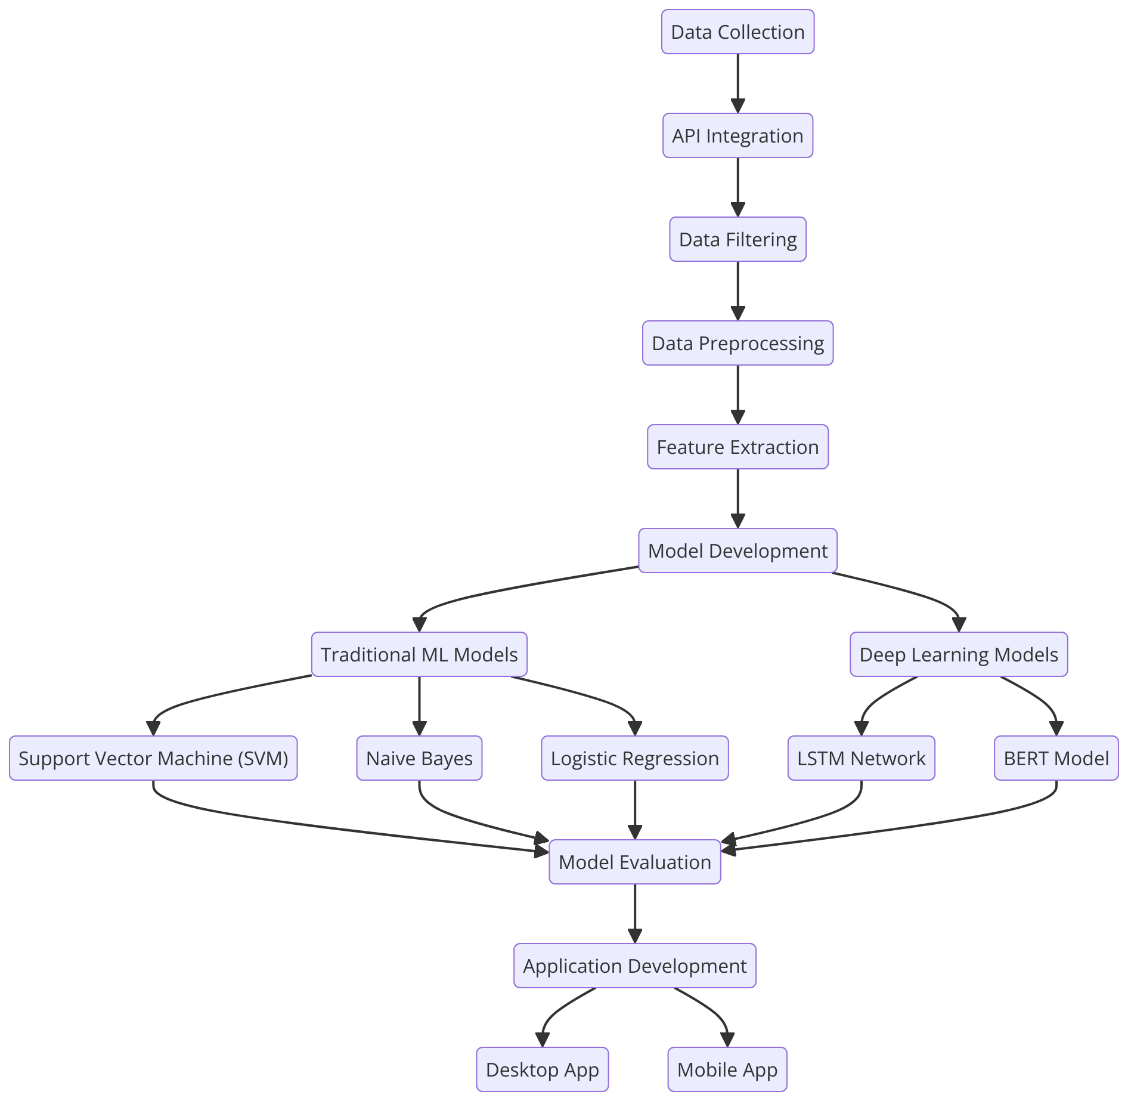 Data Collection
API Integration
Data Filtering
Data Preprocessing
Feature Extraction
Model Development
Traditional ML Models
Deep Learning Models
Support Vector Machine (SVM)
Naive Bayes
Logistic Regression
LSTM Network
BERT Model
Model Evaluation
Application Development
Desktop App
Mobile App